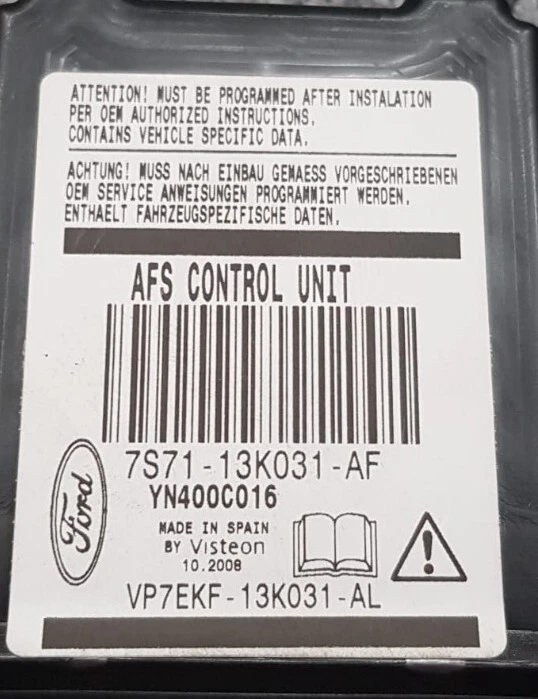 ATTENTION! MUST BE PROGRAMMED AFTER INSTALATION
PER OEM AUTHORIZED INSTRUCTIONS.
CONTAINS VEHICLE SPECIFIC DATA.
ACHTUNG! MUSS NACH EINBAU GEMAESS VORGESCHRIEBENEN
OEM SERVICE ANWEISUNGEN PROGRAMMIERT WERDEN.
ENTHAELT FAHRZEUGSPEZIFISCHE DATEN.
AFS CONTROL UNIT
7S71-13K031-AF
YN400C016
Ford
MADE IN SPAIN
BY Visteon
10.2008
VP7EKF-13K031-AL